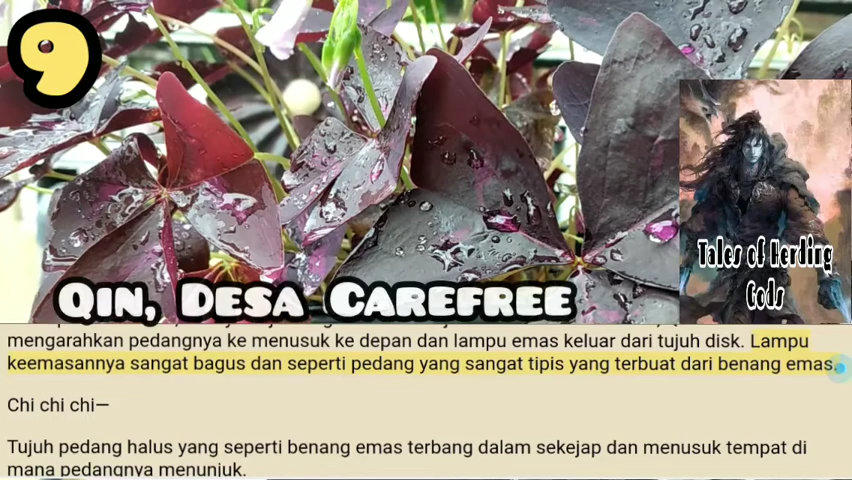 9
Tales of Herding
Gods
QIN, DESA CAREFREE
mengarahkan pedangnya ke menusuk ke depan dan lampu emas keluar dari tujuh disk. Lampu
keemasannya sangat bagus dan seperti pedang yang sangat tipis yang terbuat dari benang emas.
Chi chi chi—
Tujuh pedang halus yang seperti benang emas terbang dalam sekejap dan menusuk tempat di
mana pedangnya menunjuk.